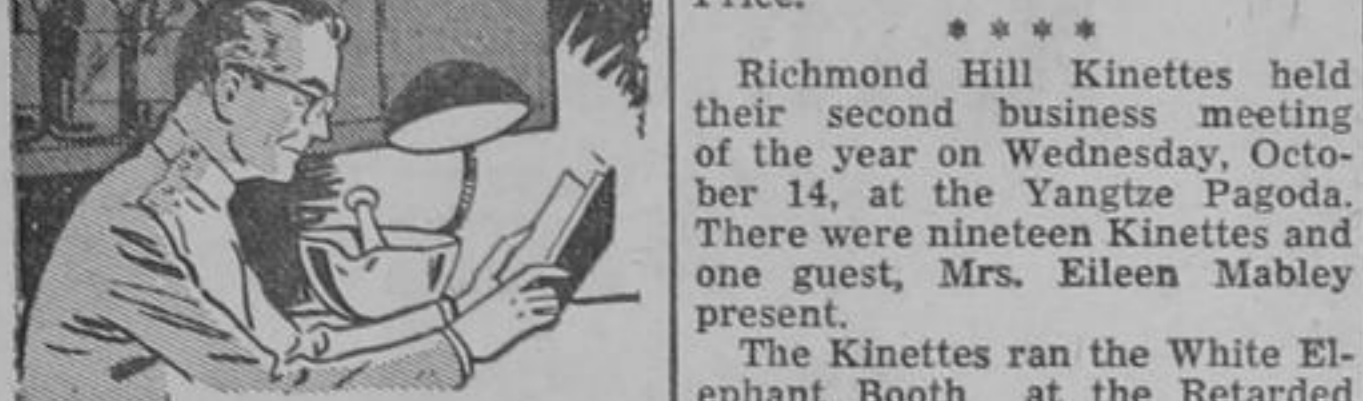 Price.
* * * *
Richmond Hill Kinettes held
their second business meeting
of the year on Wednesday, Octo-
ber 14, at the Yangtze Pagoda.
There were nineteen Kinettes and
one guest, Mrs. Eileen Mabley
present.
The Kinettes ran the White El-
ephant Booth at the Retarded